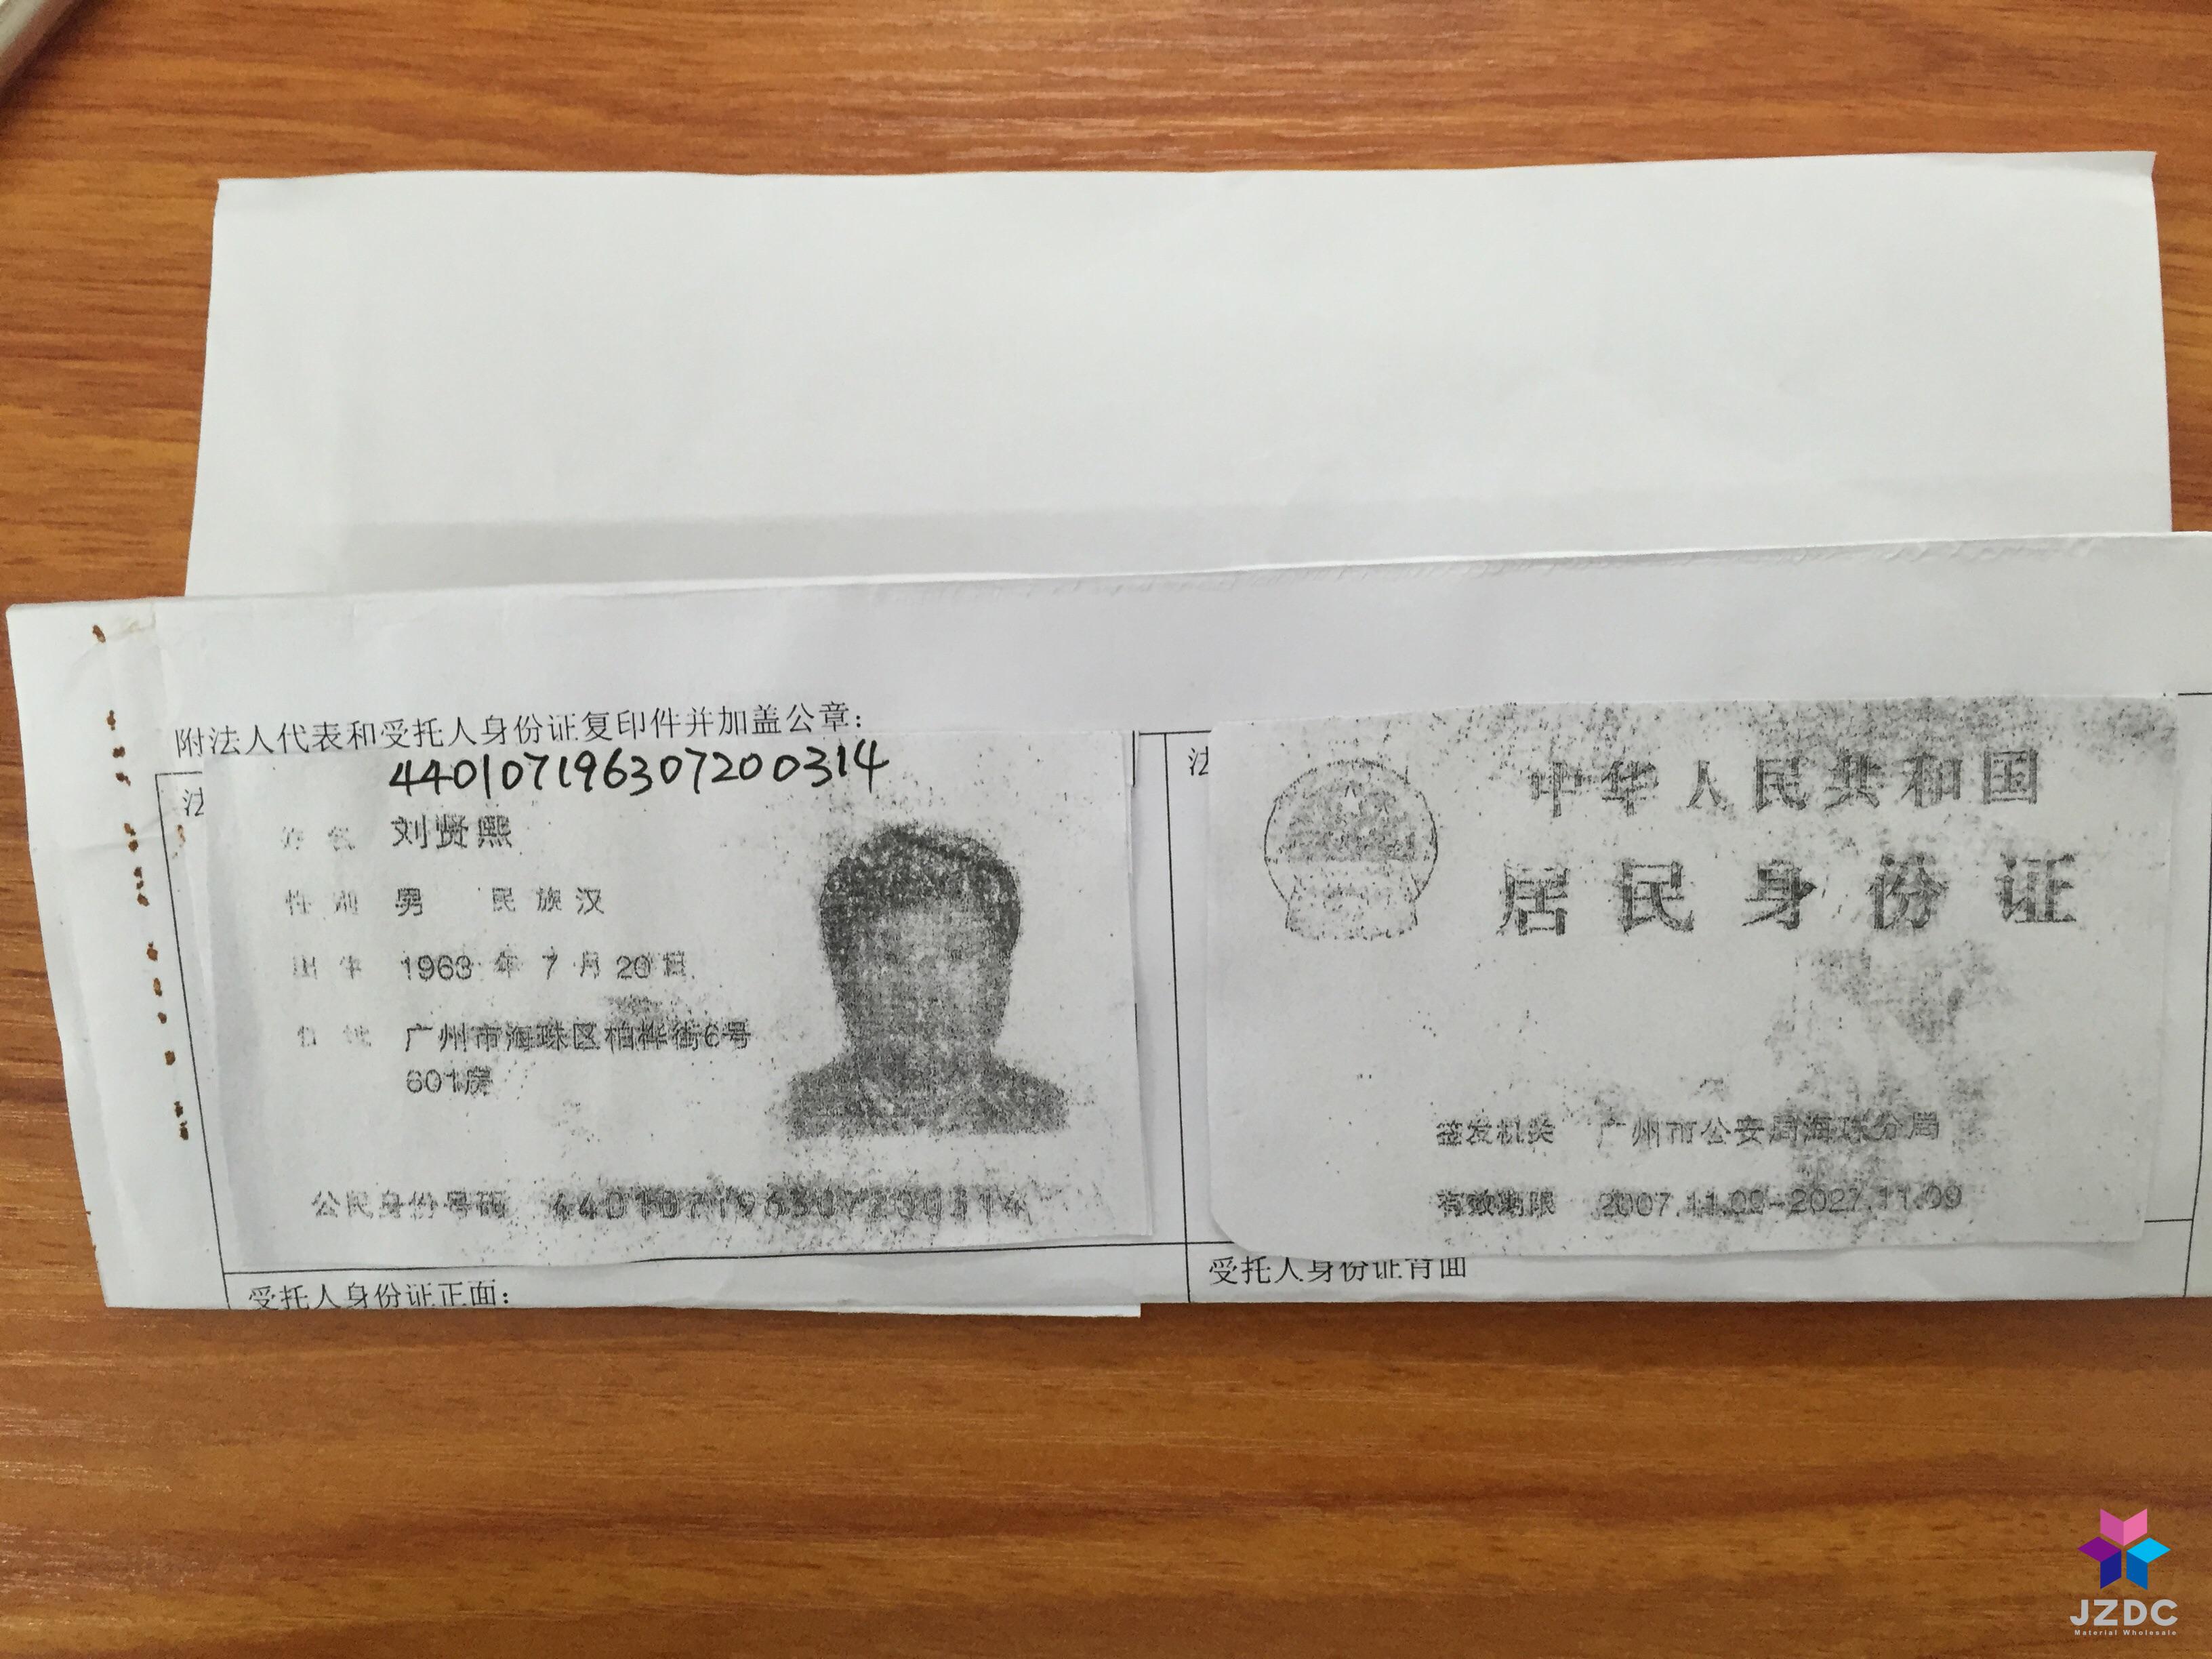 附法人代表和受托人身份证复印件并加盖公章：
440107196307200314
姓名 刘贤熙
性别 男 民族 汉
出生 1963 年 7 月 20 日
住址 广州市海珠区柏桦街6号
601房
公民身份号码 440107196307200314
受托人身份证正面：
法
中华人民共和国
居民身份证
签发机关 广州市公安局海珠分局
有效期限 2007.11.09-2027.11.09
受托人身份证背面
JZDC
Material Wholesale